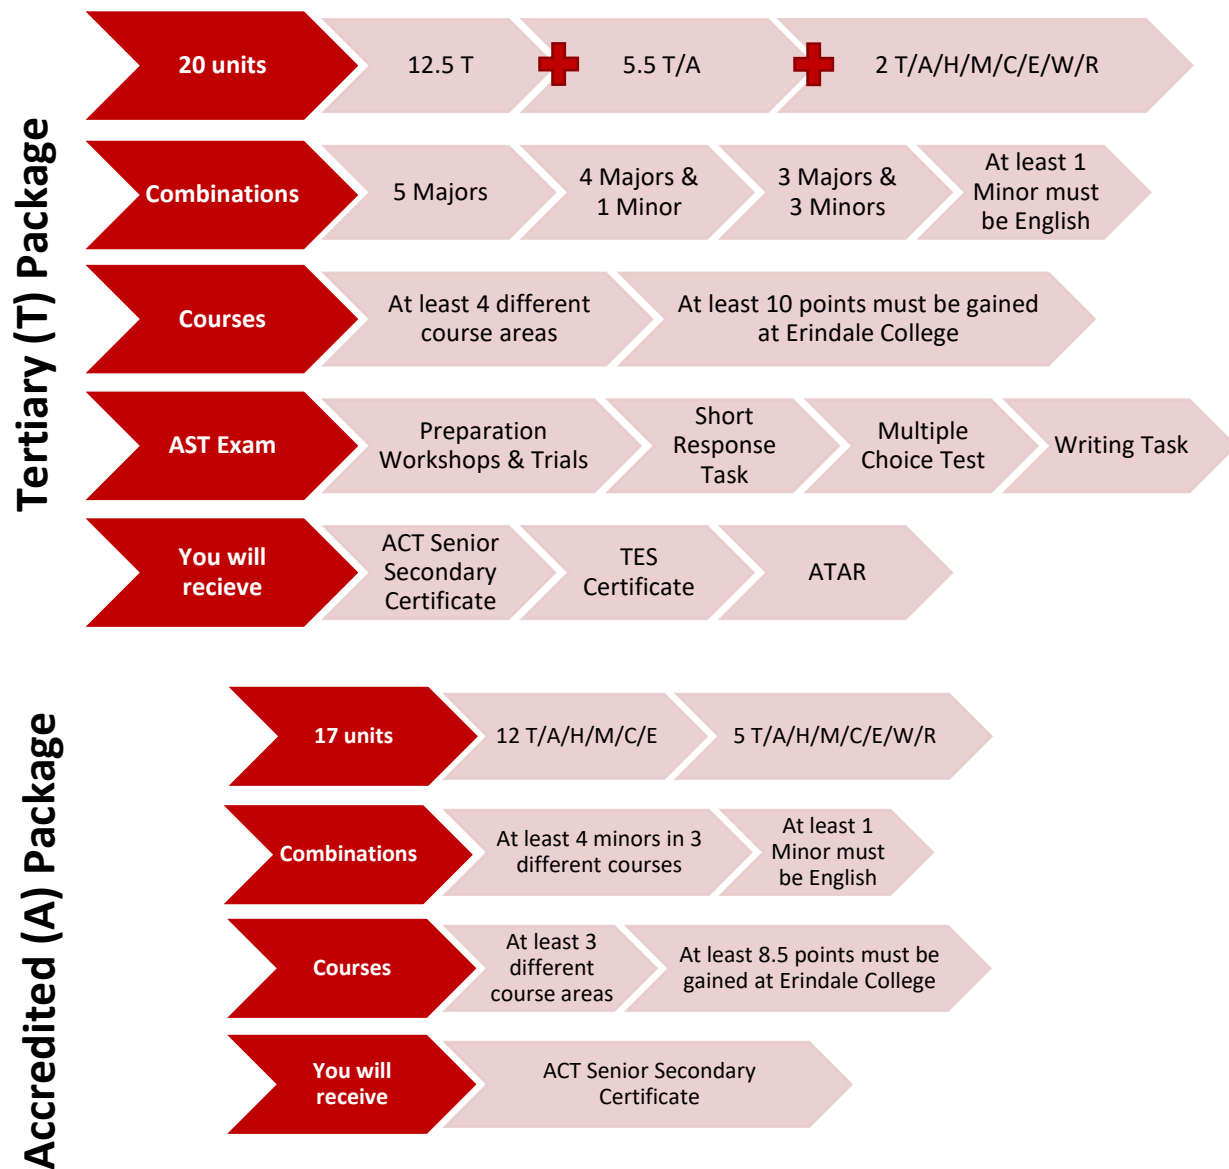 Tertiary (T) Package
20 units
12.5 T
5.5 T/A
2 T/A/H/M/C/E/W/R
Combinations
5 Majors
4 Majors &
1 Minor
3 Majors &
3 Minors
At least 1
Minor must
be English
Courses
At least 4 different
course areas
At least 10 points must be gained
at Erindale College
AST Exam
Preparation
Workshops & Trials
Short
Response
Task
Multiple
Choice Test
Writing Task
You will
recieve
ACT Senior
Secondary
Certificate
TES
Certificate
ATAR
Accredited (A) Package
17 units
12 T/A/H/M/C/E
5 T/A/H/M/C/E/W/R
Combinations
At least 4 minors in 3
different courses
At least 1
Minor must
be English
Courses
At least 3
different
course areas
At least 8.5 points must be
gained at Erindale College
You will
receive
ACT Senior Secondary
Certificate